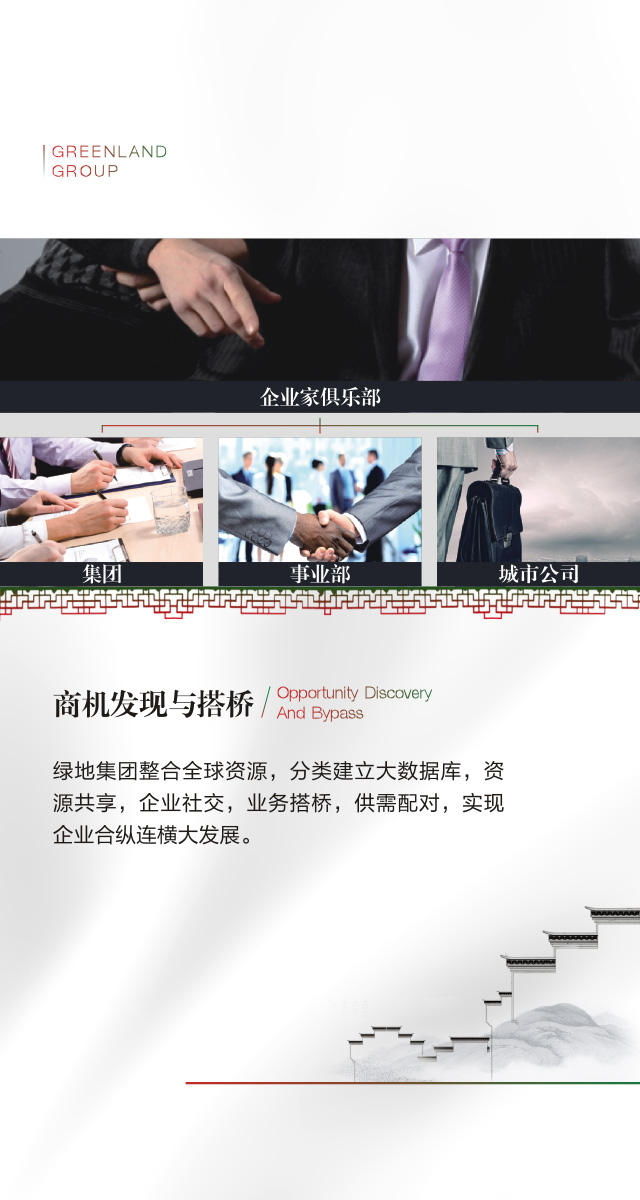 GREENLAND
GROUP
企业家俱乐部
集团
事业部
城市公司
商机发现与搭桥
Opportunity Discovery
And Bypass
绿地集团整合全球资源，分类建立大数据库，资
源共享，企业社交，业务搭桥，供需配对，实现
企业合纵连横大发展。